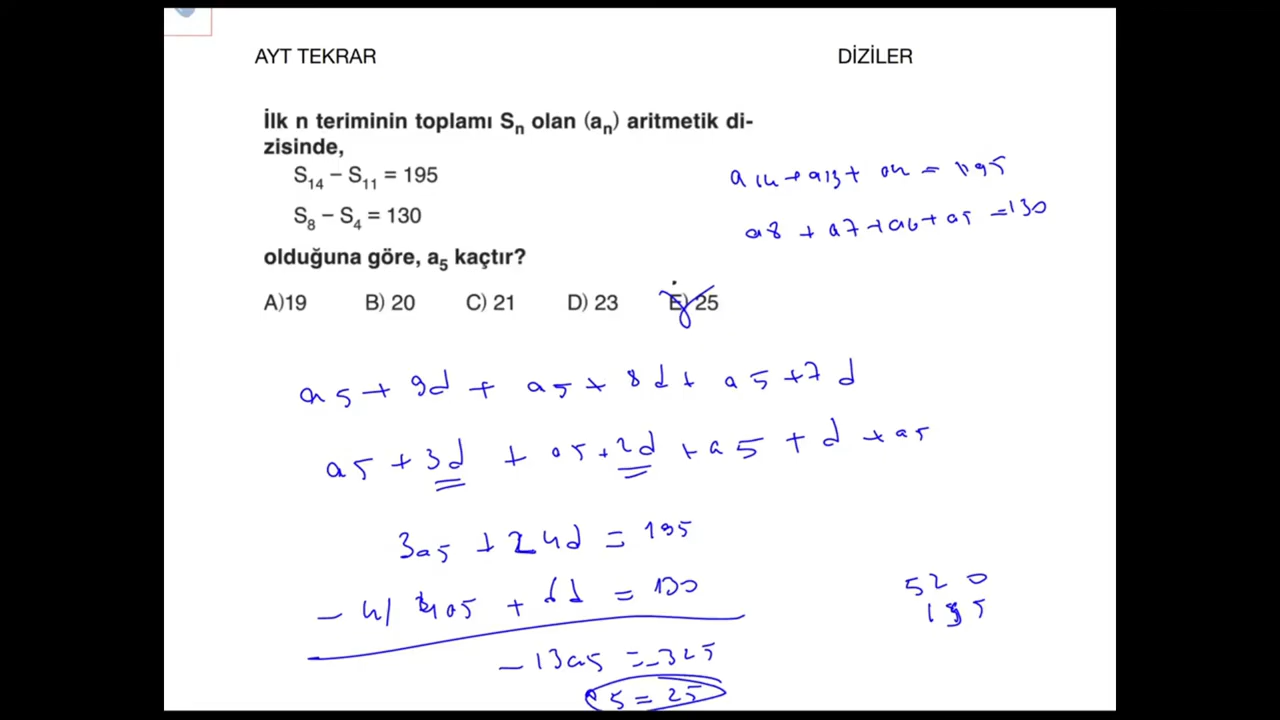 AYT TEKRAR DİZİLER
İlk n teriminin toplamı Sn olan (an) aritmetik di-
zisinde,
S14 – S11 = 195
S8 – S4 = 130
olduğuna göre, a5 kaçtır?
A)19 B) 20 C) 21 D) 23 E) 25
a14 + a13 + = 195
a8 + a7 + a6 + a5 = 130
a5 + 9d + a5 + 8d + a5 + 7d
a5 + 3d + a5 + 2d + a5 + d + a5
3a5 + 24d = 195
-4/ 4a5 + 6d = 130
520
195
-13a5 = -325
a5 = 25